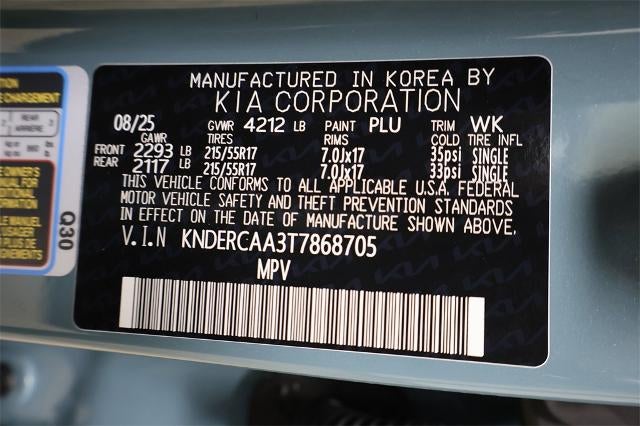 MANUFACTURED IN KOREA BY
KIA CORPORATION
08/25 GVWR 4212 LB PAINT PLU TRIM WK
GAWR TIRES RIMS COLD TIRE INFL
FRONT 2293 LB 215/55R17 7.0Jx17 35psi SINGLE
REAR 2117 LB 215/55R17 7.0Jx17 33psi SINGLE
THIS VEHICLE CONFORMS TO ALL APPLICABLE U.S.A. FEDERAL
MOTOR VEHICLE SAFETY AND THEFT PREVENTION STANDARDS
IN EFFECT ON THE DATE OF MANUFACTURE SHOWN ABOVE.
V.I.N KNDERCAA3T7868705
MPV
REAR
ARRIERE
Q30